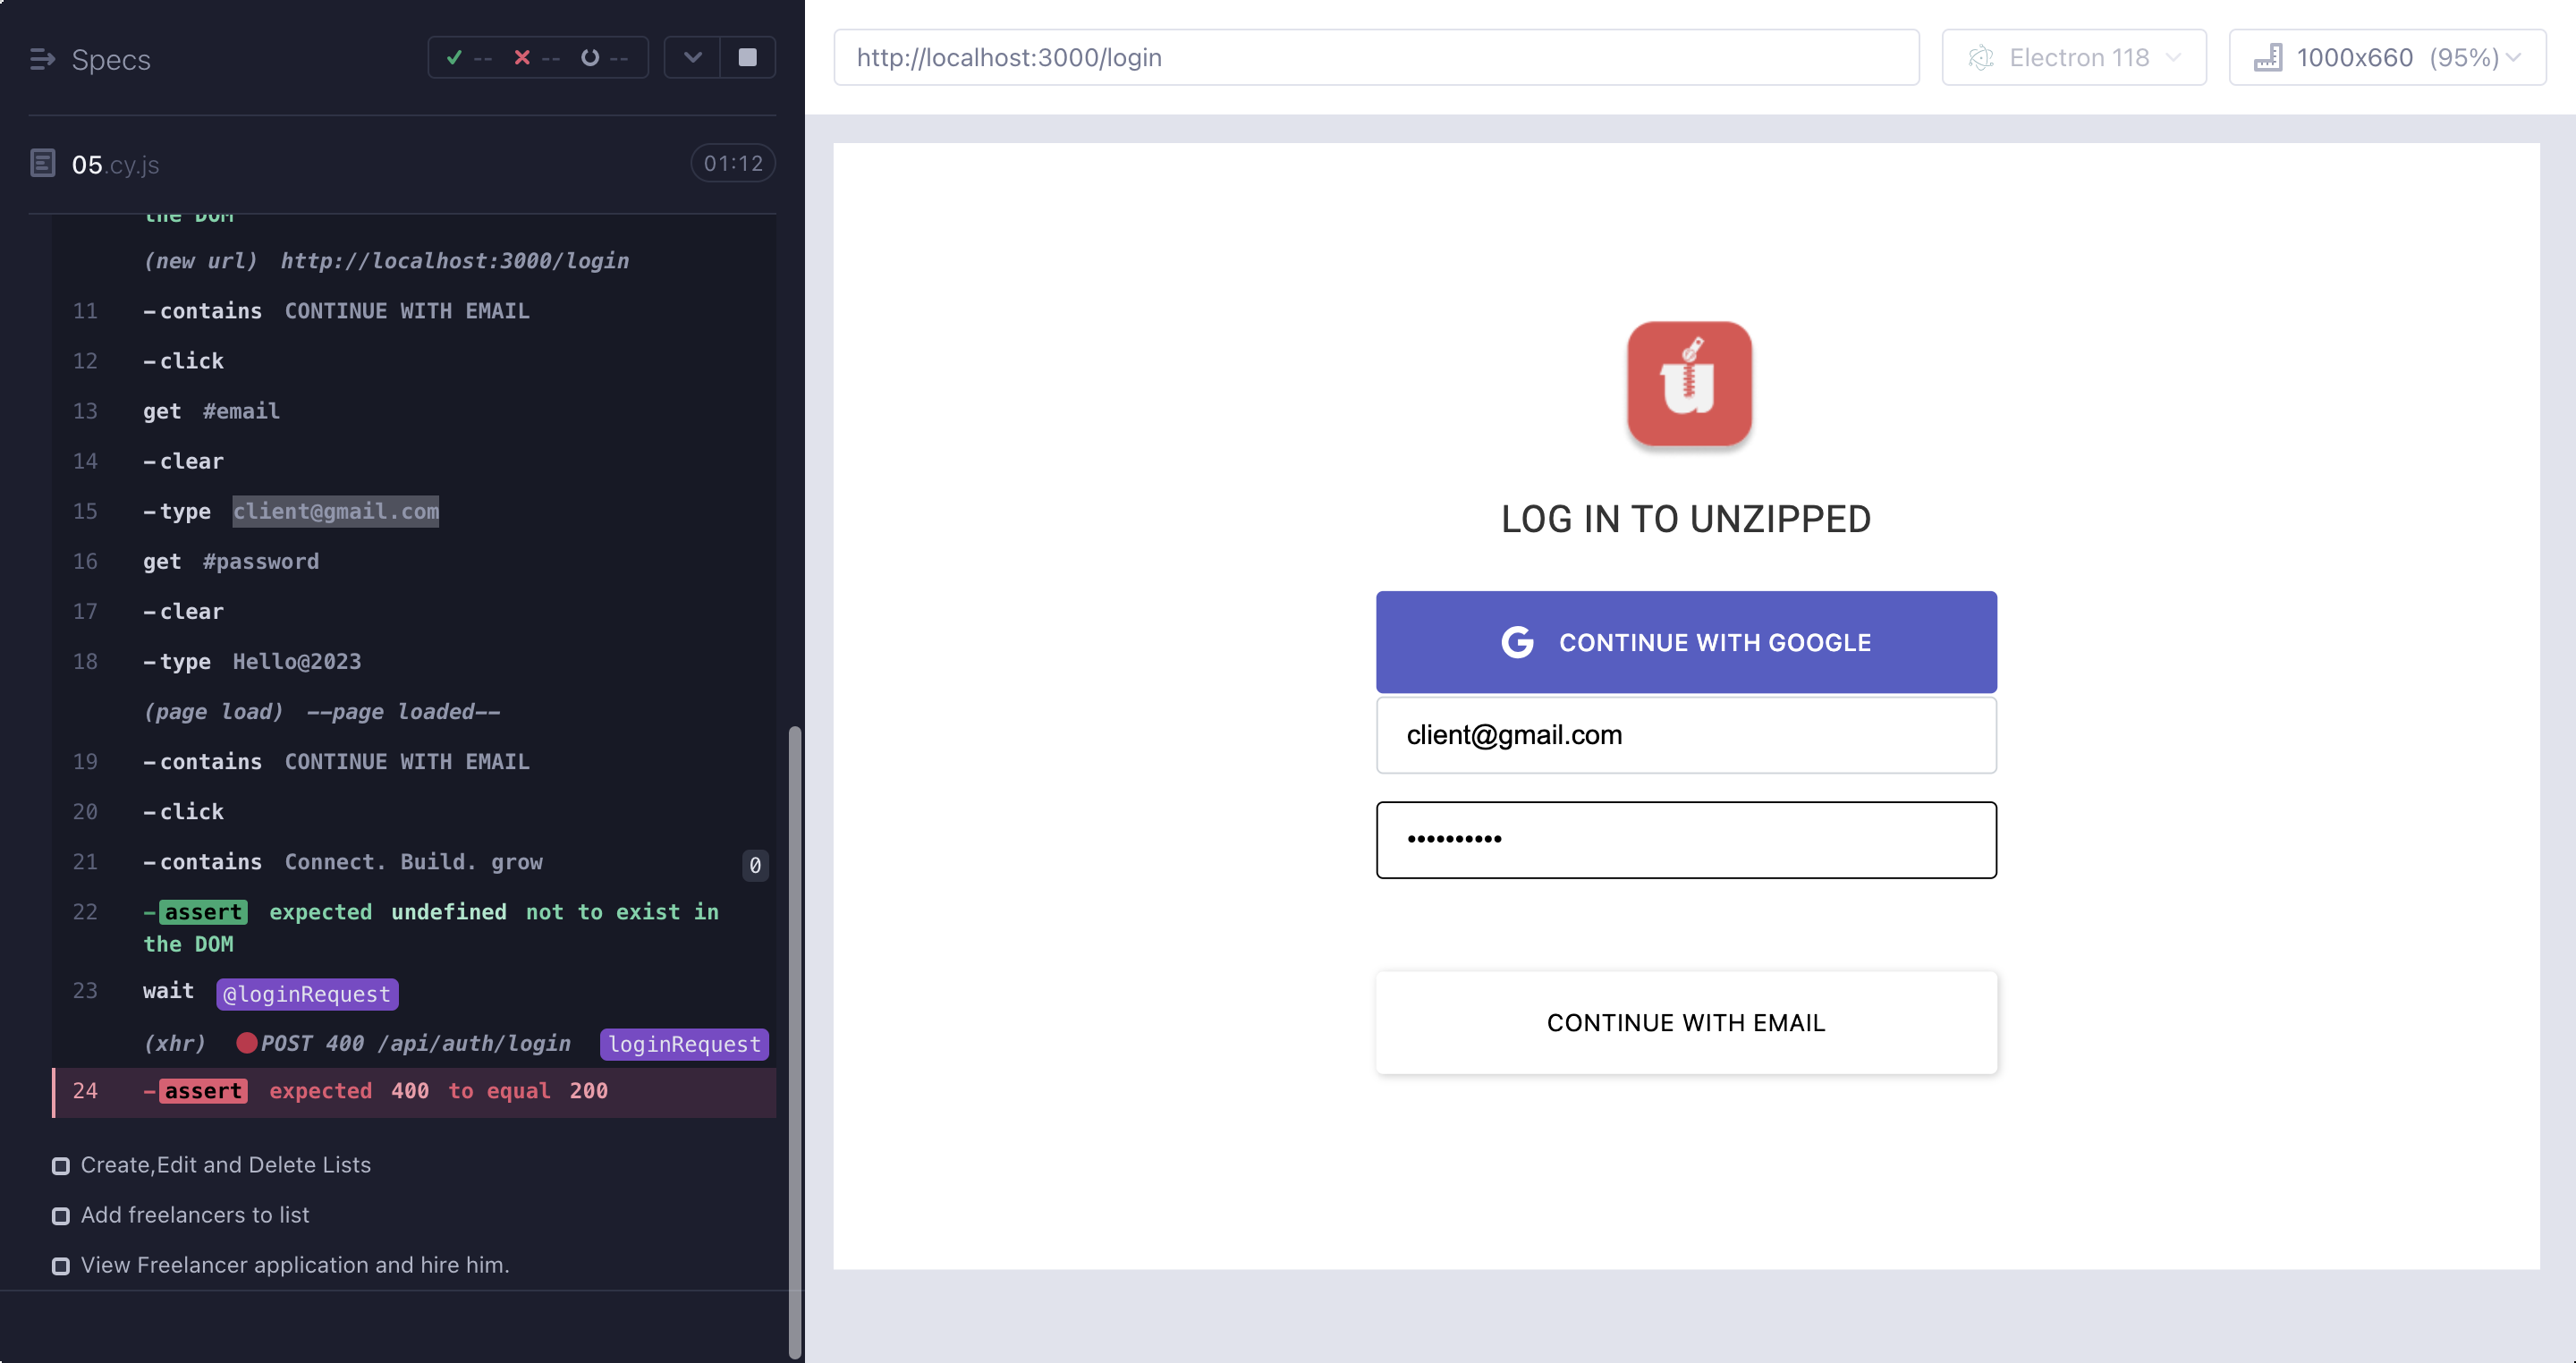 Specs
-- -- --
05.cy.js
01:12
the DOM
(new url) http://localhost:3000/login
11 -contains CONTINUE WITH EMAIL
12 -click
13 get #email
14 -clear
15 -type client@gmail.com
16 get #password
17 -clear
18 -type Hello@2023
(page load) --page loaded--
19 -contains CONTINUE WITH EMAIL
20 -click
21 -contains Connect. Build. grow 0
22 -assert expected undefined not to exist in
the DOM
23 wait @loginRequest
(xhr) POST 400 /api/auth/login loginRequest
24 -assert expected 400 to equal 200
Create,Edit and Delete Lists
Add freelancers to list
View Freelancer application and hire him.
http://localhost:3000/login
Electron 118
1000x660 (95%)
u
LOG IN TO UNZIPPED
G CONTINUE WITH GOOGLE
client@gmail.com
••••••••••
CONTINUE WITH EMAIL